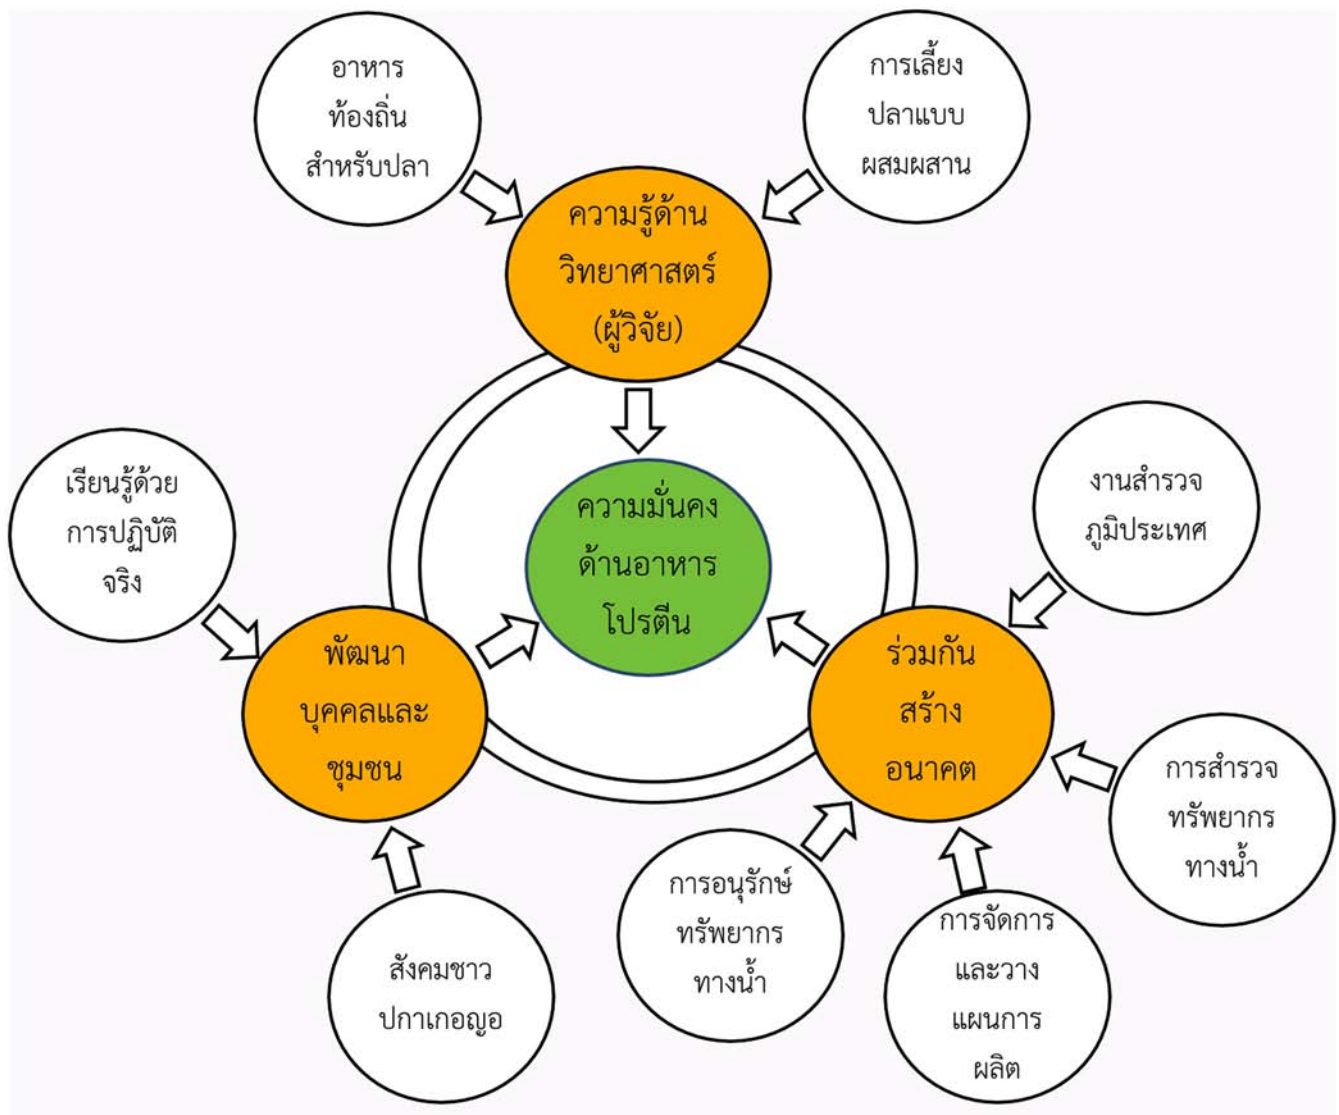 อาหาร
ท้องถิ่น
สำหรับปลา
การเลี้ยง
ปลาแบบ
ผสมผสาน
ความรู้ด้าน
วิทยาศาสตร์
(ผู้วิจัย)
เรียนรู้ด้วย
การปฏิบัติ
จริง
ความมั่นคง
ด้านอาหาร
โปรตีน
งานสำรวจ
ภูมิประเทศ
พัฒนา
บุคคลและ
ชุมชน
ร่วมกัน
สร้าง
อนาคต
การสำรวจ
ทรัพยากร
ทางน้ำ
การอนุรักษ์
ทรัพยากร
ทางน้ำ
การจัดการ
และวาง
แผนการ
ผลิต
สังคมชาว
ปกาเกอญอ